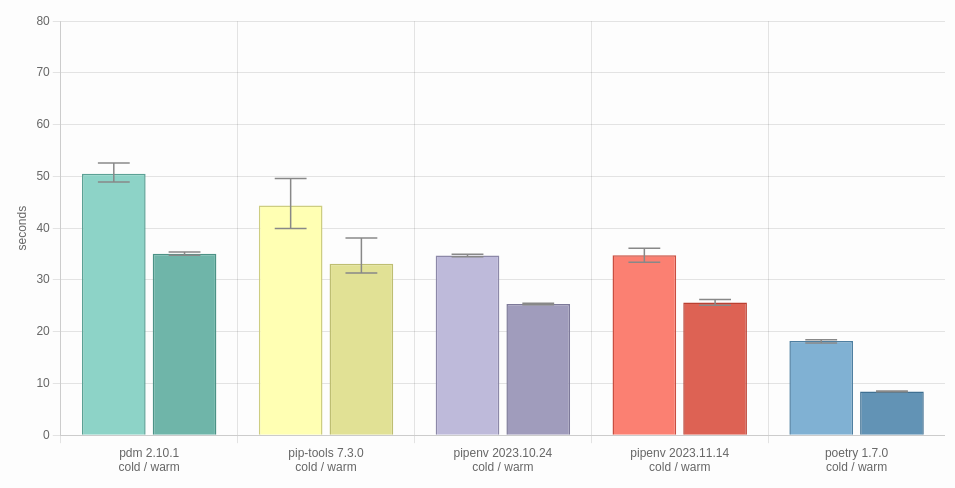 80
70
60
50
40
30
20
10
0
seconds
pdm 2.10.1
cold / warm
pip-tools 7.3.0
cold / warm
pipenv 2023.10.24
cold / warm
pipenv 2023.11.14
cold / warm
poetry 1.7.0
cold / warm